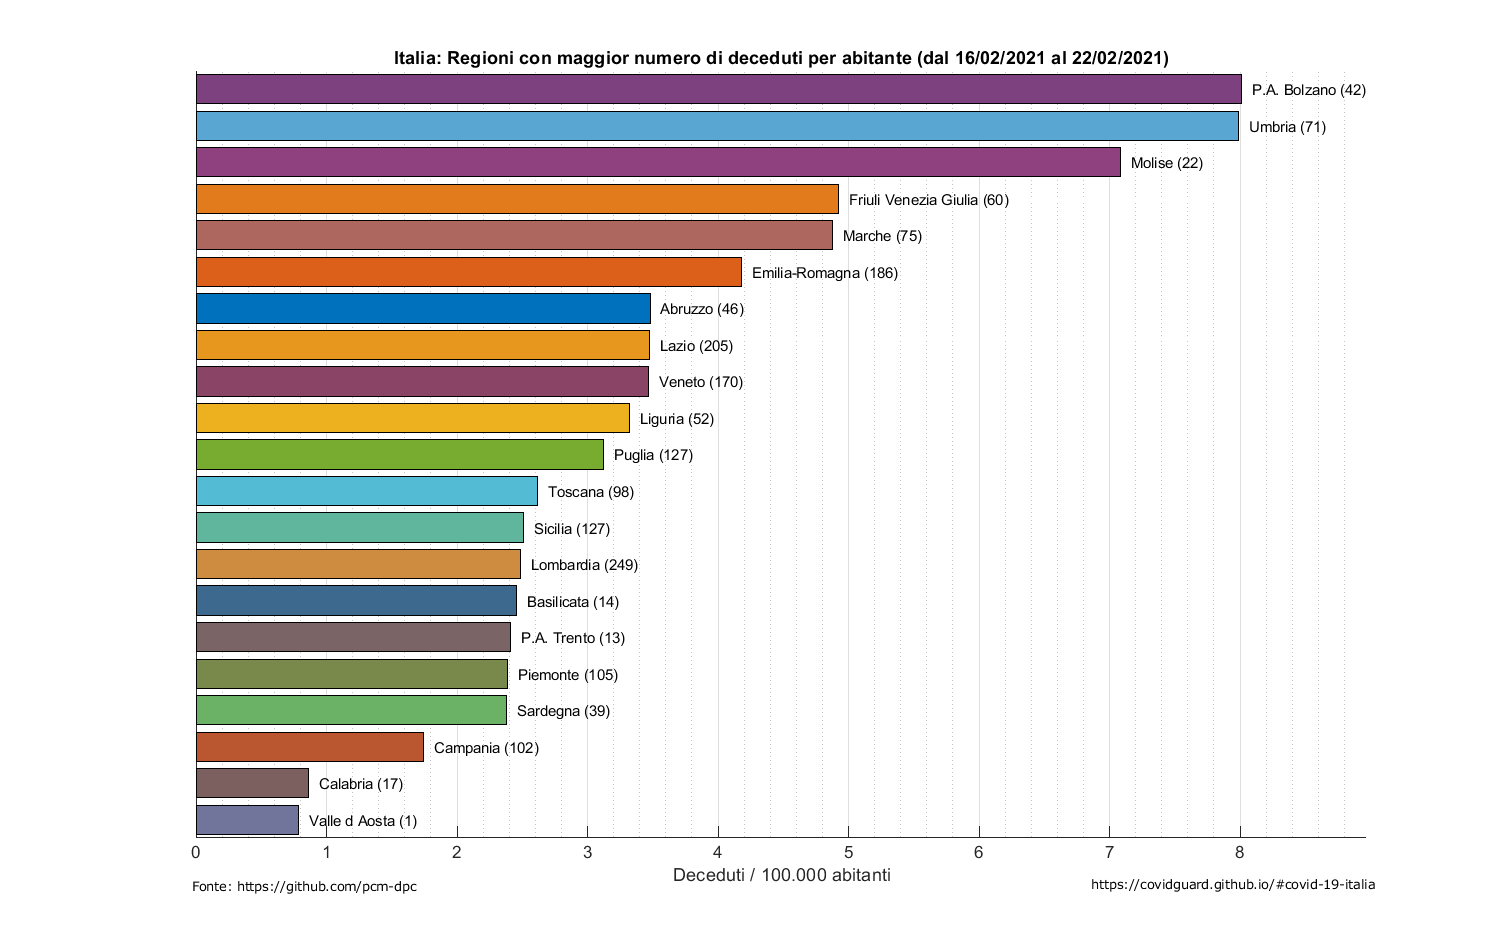 Italia: Regioni con maggior numero di deceduti per abitante (dal 16/02/2021 al 22/02/2021)
P.A. Bolzano (42)
Umbria (71)
Molise (22)
Friuli Venezia Giulia (60)
Marche (75)
Emilia-Romagna (186)
Abruzzo (46)
Lazio (205)
Veneto (170)
Liguria (52)
Puglia (127)
Toscana (98)
Sicilia (127)
Lombardia (249)
Basilicata (14)
P.A. Trento (13)
Piemonte (105)
Sardegna (39)
Campania (102)
Calabria (17)
Valle d Aosta (1)
0 1 2 3 4 5 6 7 8
Deceduti / 100.000 abitanti
Fonte: https://github.com/pcm-dpc
https://covidguard.github.io/#covid-19-italia